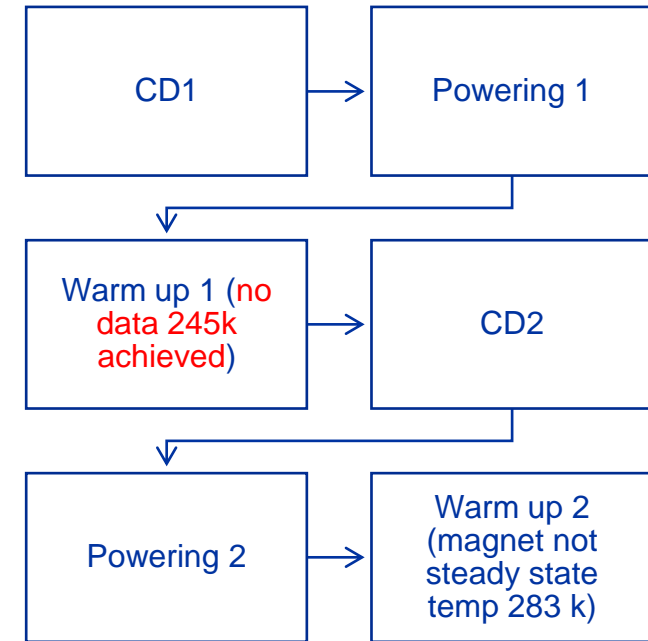 CD1
Powering 1
Warm up 1 (no
data 245k
achieved)
CD2
Powering 2
Warm up 2
(magnet not
steady state
temp 283 k)